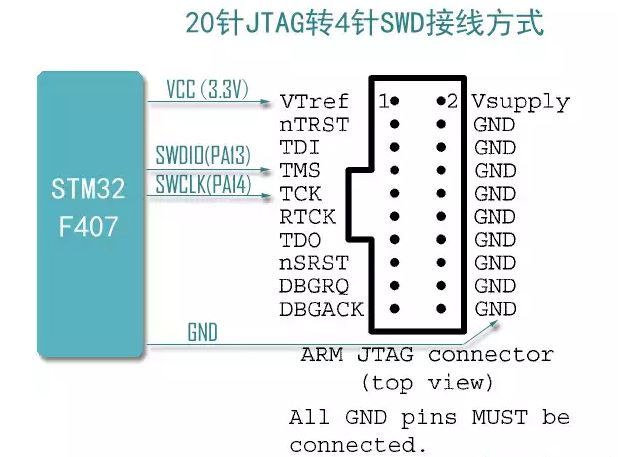 20针JTAG转4针SWD接线方式
VCC (3.3V)
VTref 1 2 Vsupply
nTRST GND
TDI GND
SWDIO(PA13)
TMS GND
SWCLK(PA14)
TCK GND
STM32
F407
RTCK GND
TDO GND
nSRST GND
DBGRQ GND
DBGACK GND
GND
ARM JTAG connector
(top view)
All GND pins MUST be
connected.